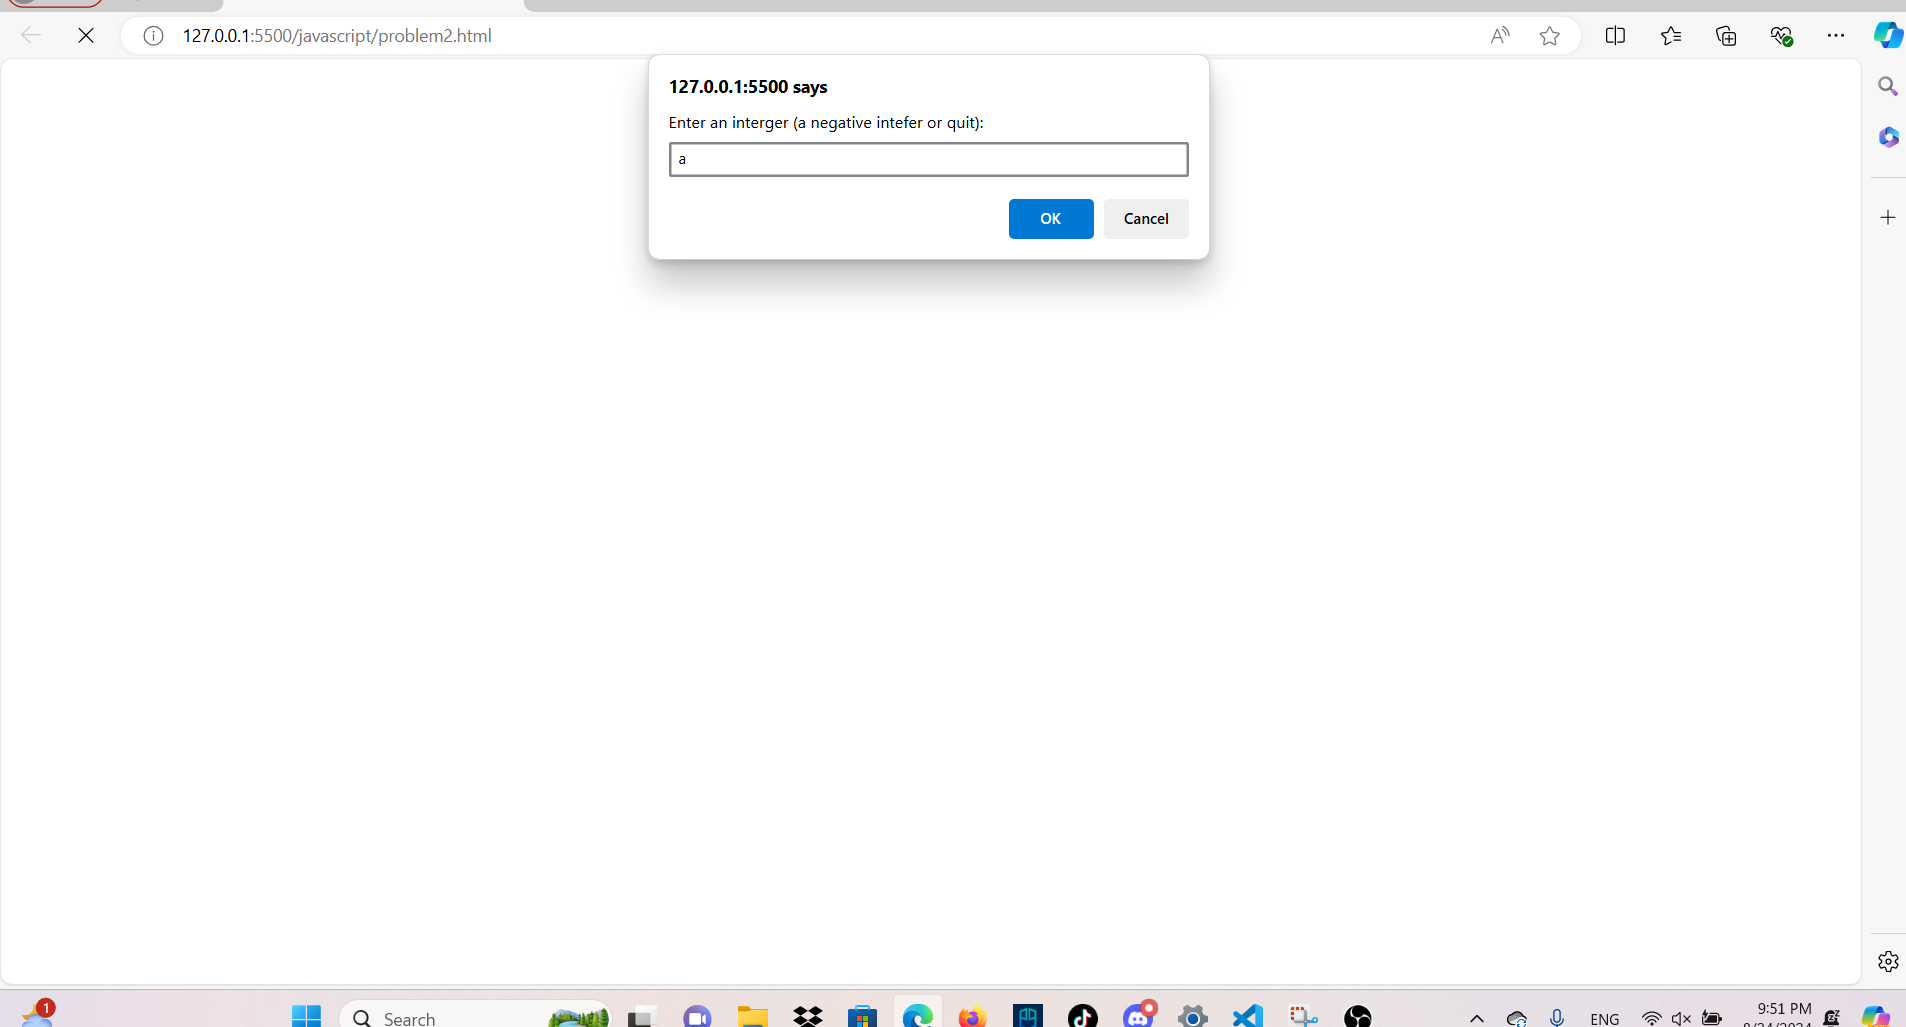 127.0.0.1:5500/javascript/problem2.html
127.0.0.1:5500 says
Enter an interger (a negative intefer or quit):
a
OK
Cancel
1
Search
ENG
9:51 PM